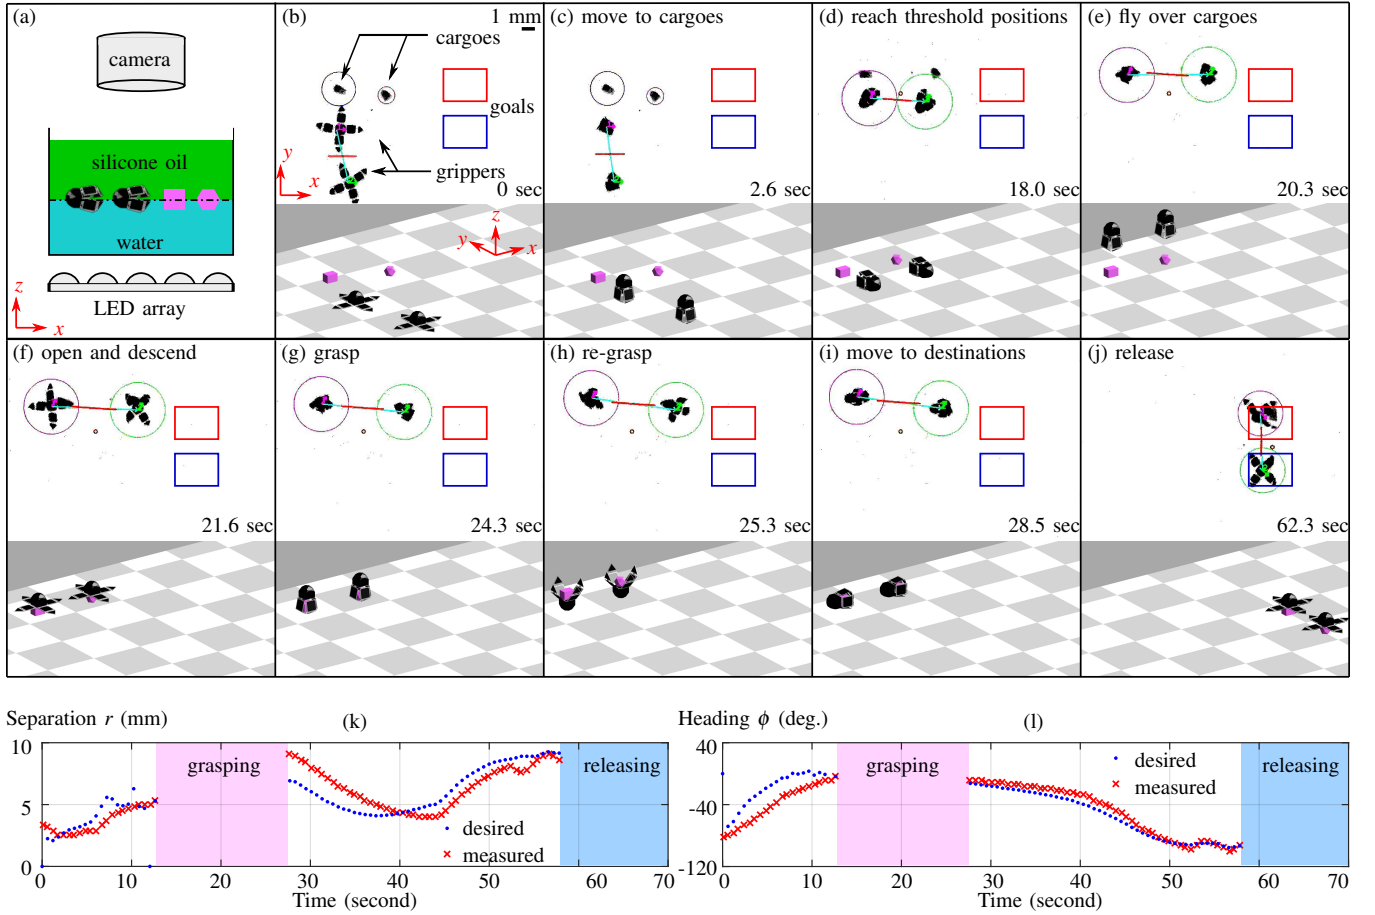 (a)
camera
silicone oil
water
LED array
z
x
(b)
1 mm
cargoes
goals
grippers
y
x
0 sec
z
y
x
(c) move to cargoes
2.6 sec
(d) reach threshold positions
18.0 sec
(e) fly over cargoes
20.3 sec
(f) open and descend
21.6 sec
(g) grasp
24.3 sec
(h) re-grasp
25.3 sec
(i) move to destinations
28.5 sec
(j) release
62.3 sec
Separation r (mm)
(k)
10
5
0
grasping
releasing
desired
measured
0 10 20 30 40 50 60 70
Time (second)
Heading ϕ (deg.)
(l)
40
-40
-120
grasping
desired
measured
releasing
0 10 20 30 40 50 60 70
Time (second)